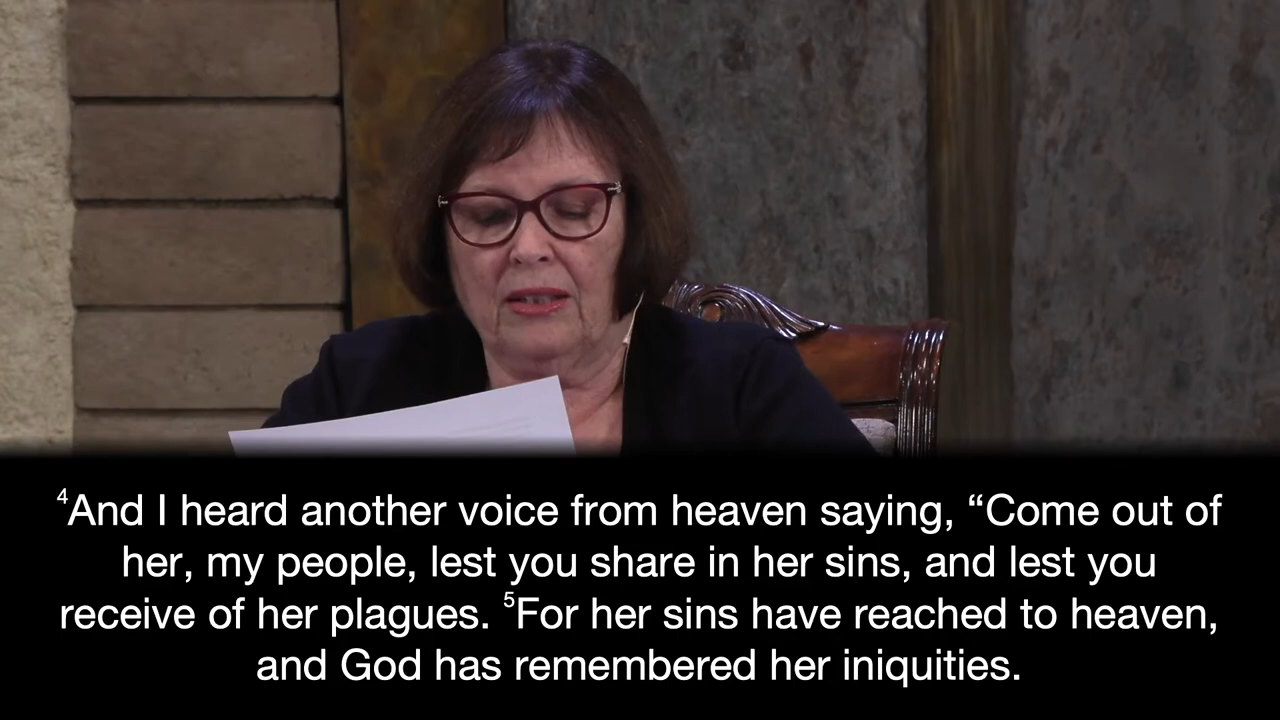 ⁴And I heard another voice from heaven saying, “Come out of
her, my people, lest you share in her sins, and lest you
receive of her plagues. ⁵For her sins have reached to heaven,
and God has remembered her iniquities.